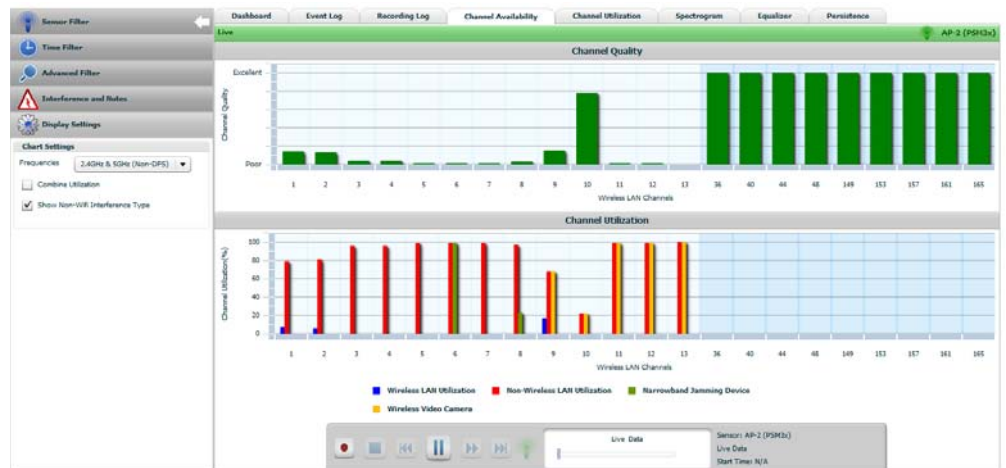 Sensor Filter
Time Filter
Advanced Filter
Interference and Rules
Display Settings
Chart Settings
Frequencies 2.4GHz & 5GHz (Non-DFS)
Combine Utilization
Show Non-Wifi Interference Type
Dashboard Event Log Recording Log Channel Availability Channel Utilization Spectrogram Equalizer Persistence
Live AP-2 (PSM3x)
Channel Quality
Excellent
Channel Quality
Poor
1 2 3 4 5 6 7 8 9 10 11 12 13 36 40 44 48 149 153 157 161 165
Wireless LAN Channels
Channel Utilization
Channel Utilization(%)
100
80
60
40
20
0
1 2 3 4 5 6 7 8 9 10 11 12 13 36 40 44 48 149 153 157 161 165
Wireless LAN Channels
Wireless LAN Utilization Non-Wireless LAN Utilization Narrowband Jamming Device
Wireless Video Camera
Live Data
Sensor: AP-2 (PSM3x)
Live Data
Start Time: N/A